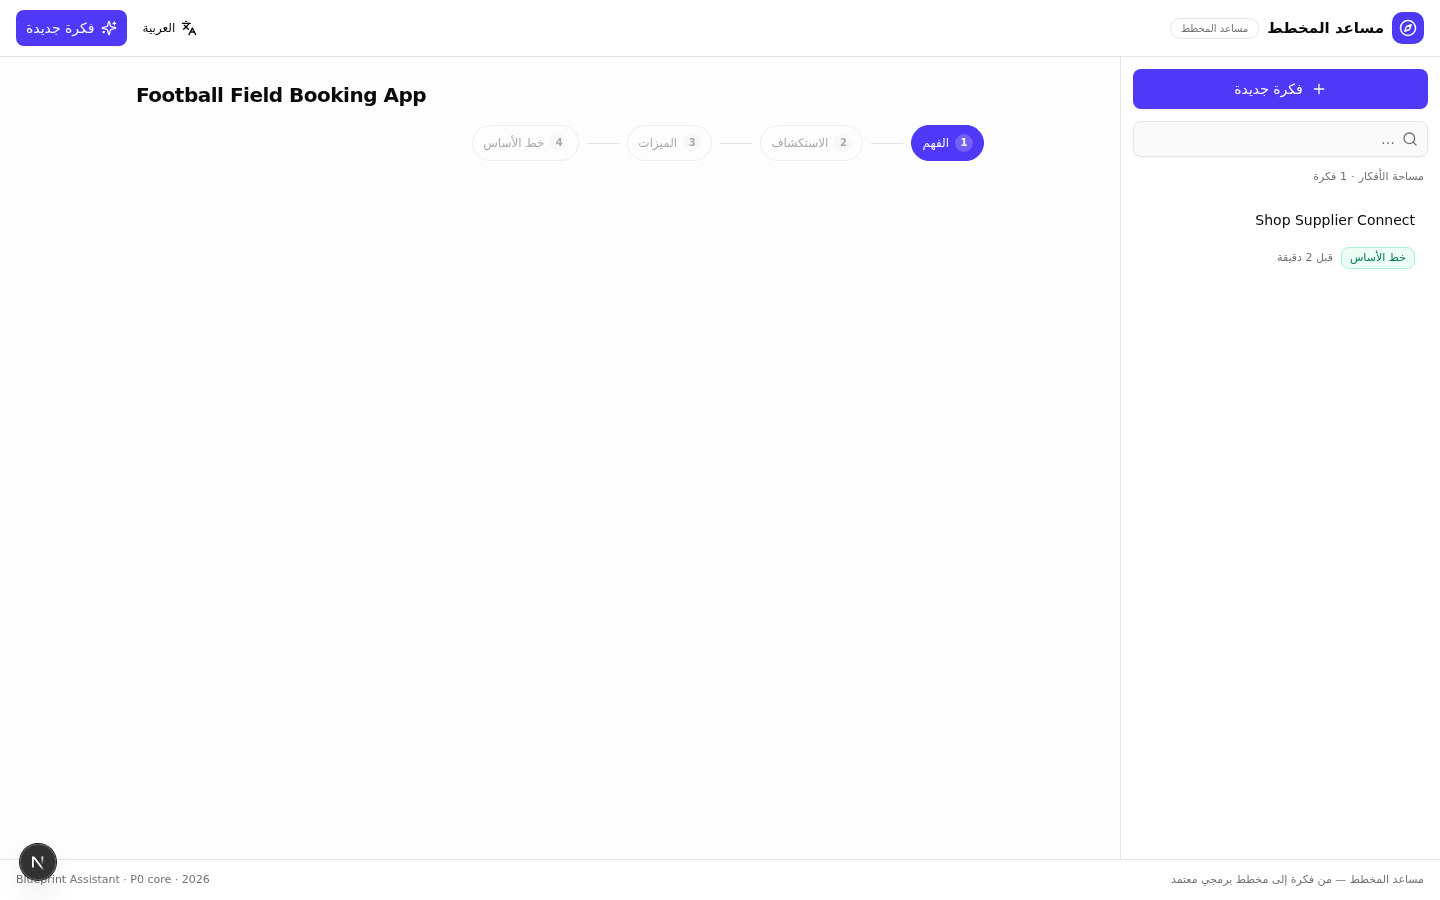 مساعد المخطط
مساعد المخطط
العربية
فكرة جديدة
فكرة جديدة
...
مساحة الأفكار · 1 فكرة
Shop Supplier Connect
خط الأساس
قبل 2 دقيقة
Football Field Booking App
1 الفهم
2 الاستكشاف
3 الميزات
4 خط الأساس
مساعد المخطط — من فكرة إلى مخطط برمجي معتمد
Blueprint Assistant · P0 core · 2026
N